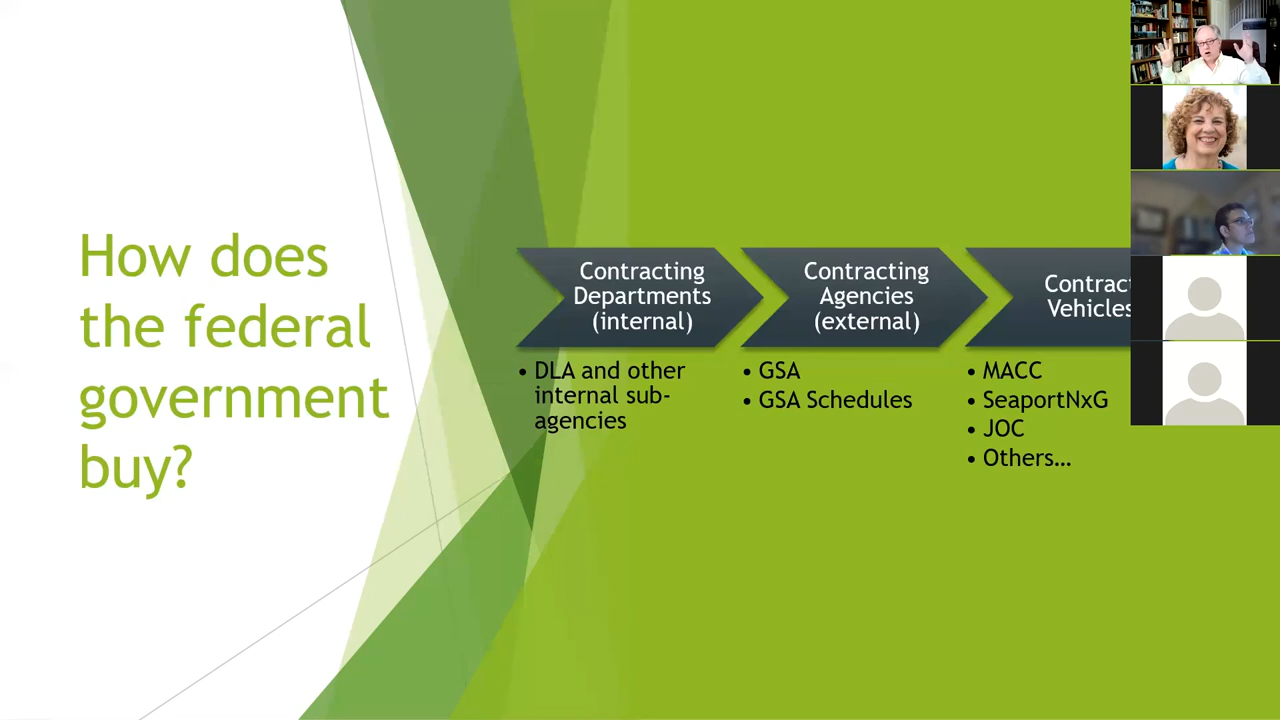 How does
the federal
government
buy?
Contracting
Departments
(internal)
• DLA and other
internal sub-
agencies
Contracting
Agencies
(external)
• GSA
• GSA Schedules
Vehicles
• MACC
• SeaportNxG
• JOC
• Others…